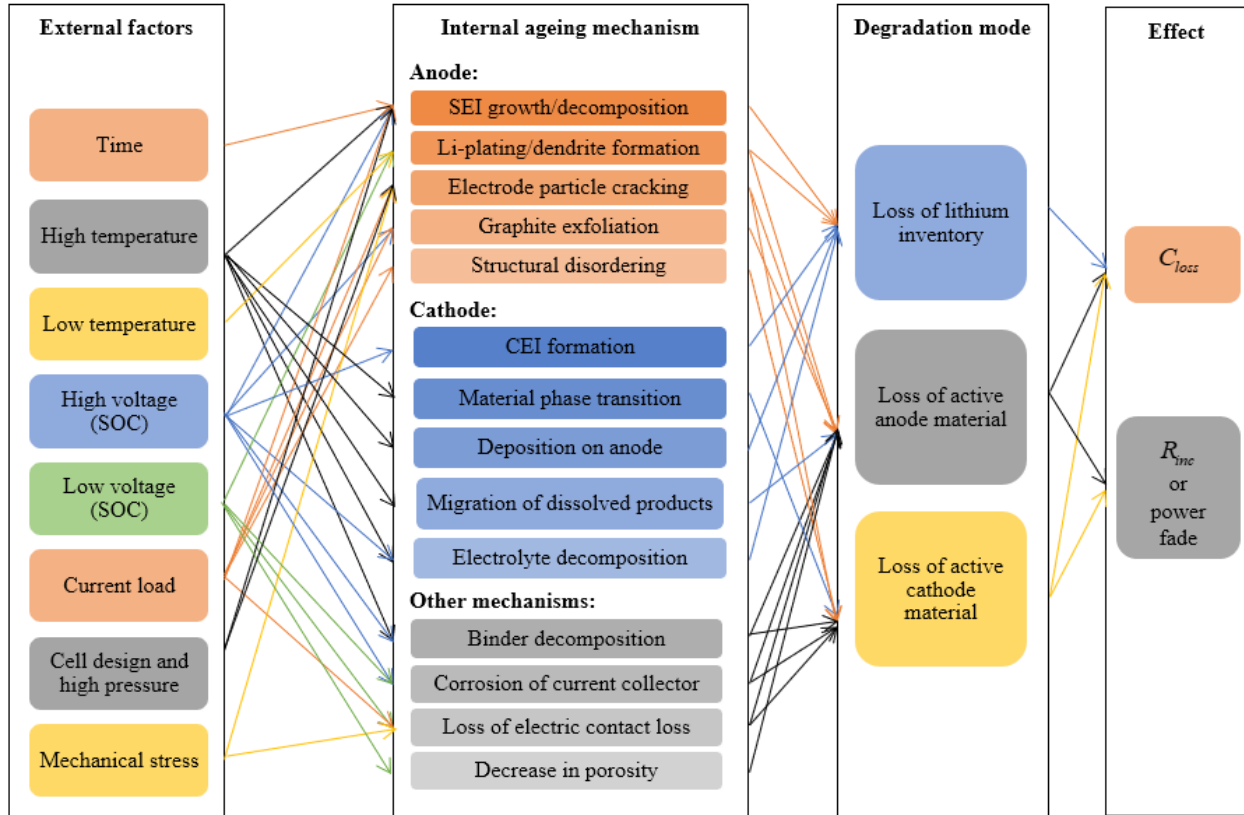 External factors
Time
High temperature
Low temperature
High voltage
(SOC)
Low voltage
(SOC)
Current load
Cell design and
high pressure
Mechanical stress
Internal ageing mechanism
Anode:
SEI growth/decomposition
Li-plating/dendrite formation
Electrode particle cracking
Graphite exfoliation
Structural disordering
Cathode:
CEI formation
Material phase transition
Deposition on anode
Migration of dissolved products
Electrolyte decomposition
Other mechanisms:
Binder decomposition
Corrosion of current collector
Loss of electric contact loss
Decrease in porosity
Degradation mode
Loss of lithium
inventory
Loss of active
anode material
Loss of active
cathode
material
Effect
C_loss
R_inc
or
power
fade